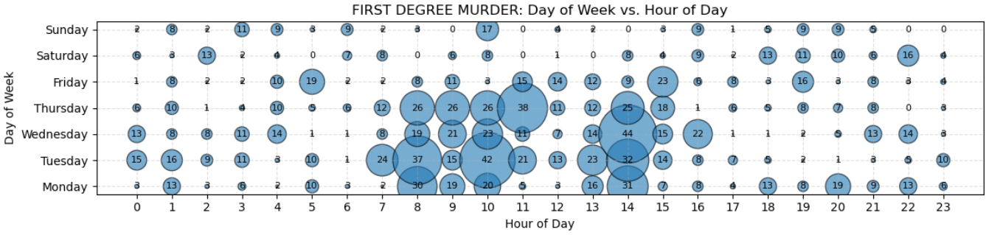 FIRST DEGREE MURDER: Day of Week vs. Hour of Day
Day of Week
Sunday 2 8 2 11 9 3 9 2 3 0 17 0 4 2 0 3 9 1 5 9 9 5 0 0
Saturday 6 3 13 2 4 0 7 8 0 6 8 0 1 0 8 4 9 2 13 11 10 6 16 4
Friday 1 8 2 2 10 19 2 2 8 11 3 15 14 12 9 23 6 8 3 16 3 8 3 4
Thursday 6 10 1 4 10 5 6 12 26 26 26 38 11 12 25 18 1 6 5 8 7 8 0 3
Wednesday 13 8 8 11 14 1 1 8 19 21 23 11 7 14 44 15 22 1 1 2 5 13 14 3
Tuesday 15 16 9 11 3 10 1 24 37 15 42 21 13 23 32 14 8 7 5 2 1 3 5 10
Monday 3 13 3 6 2 10 3 2 30 19 20 5 3 16 31 7 8 4 13 8 19 9 13 6
0 1 2 3 4 5 6 7 8 9 10 11 12 13 14 15 16 17 18 19 20 21 22 23
Hour of Day